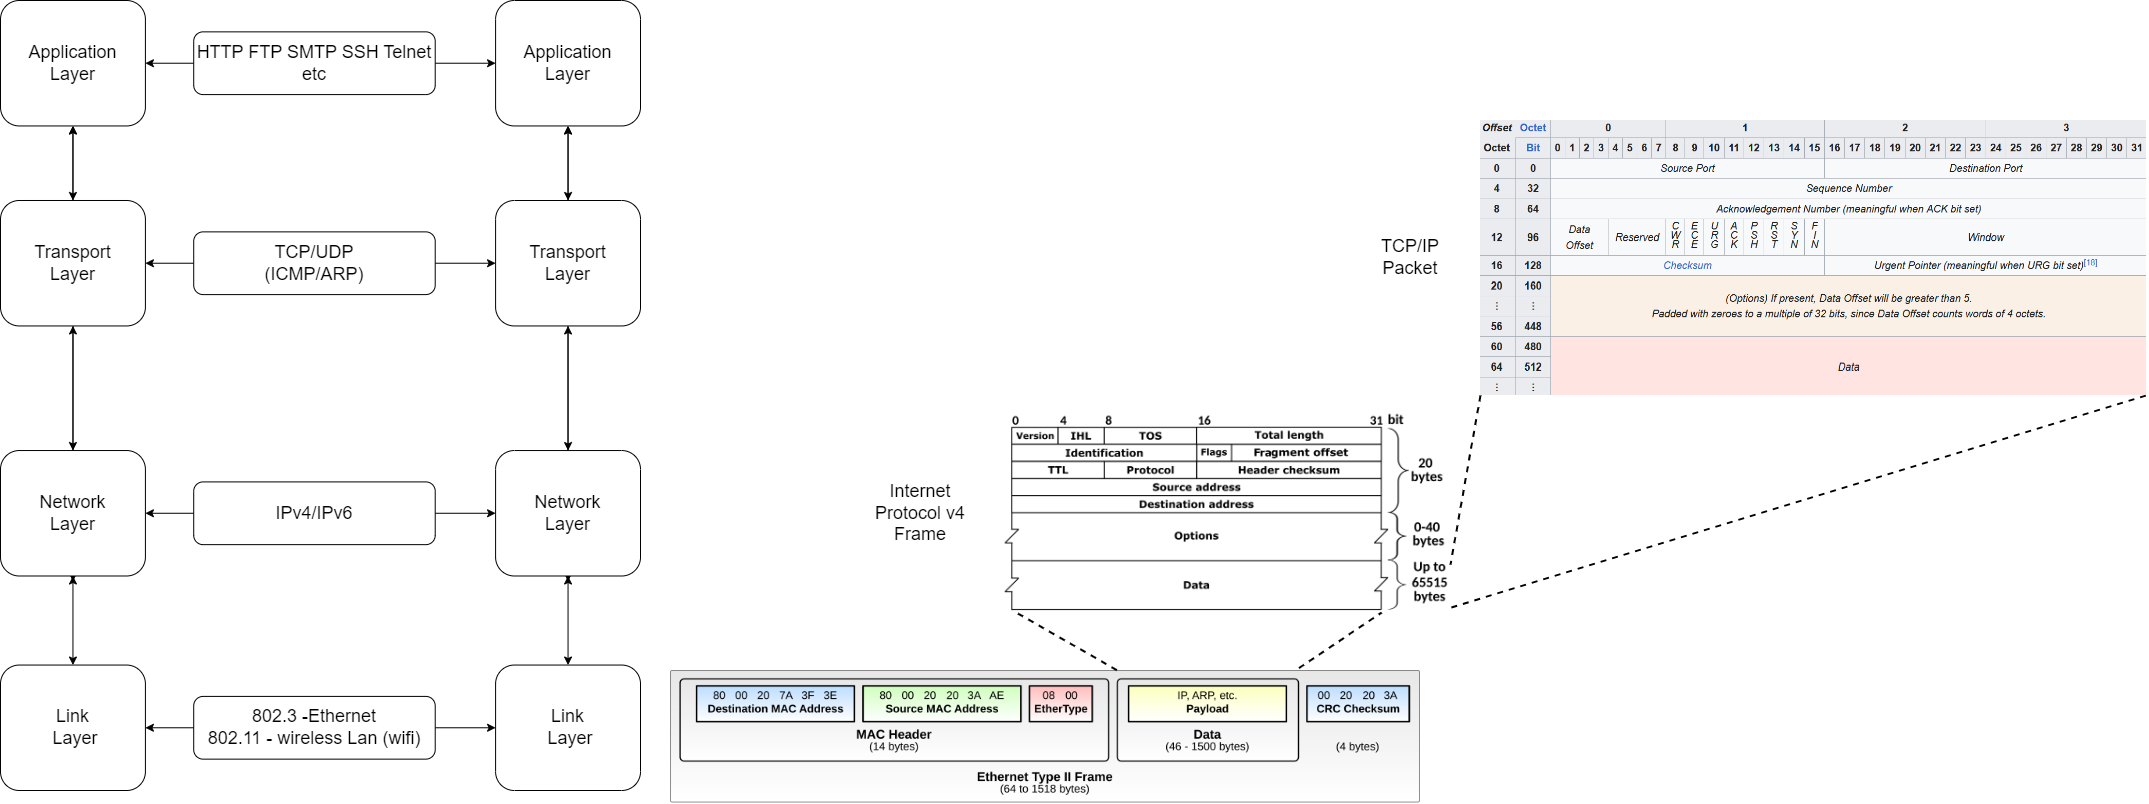 Application
Layer
HTTP FTP SMTP SSH Telnet
etc
Application
Layer
Transport
Layer
TCP/UDP
(ICMP/ARP)
Transport
Layer
Network
Layer
IPv4/IPv6
Network
Layer
Link
Layer
802.3 -Ethernet
802.11 - wireless Lan (wifi)
Link
Layer
TCP/IP
Packet
Offset Octet 0 1 2 3
Octet Bit 0 1 2 3 4 5 6 7 8 9 10 11 12 13 14 15 16 17 18 19 20 21 22 23 24 25 26 27 28 29 30 31
0 0 Source Port Destination Port
4 32 Sequence Number
8 64 Acknowledgement Number (meaningful when ACK bit set)
12 96 Data Offset Reserved CWR ECE URG ACK PSH RST SYN FIN Window
16 128 Checksum Urgent Pointer (meaningful when URG bit set)[18]
20 160
⋮ ⋮
56 448
(Options) If present, Data Offset will be greater than 5.
Padded with zeroes to a multiple of 32 bits, since Data Offset counts words of 4 octets.
60 480
64 512 Data
⋮ ⋮
Internet
Protocol v4
Frame
0 4 8 16 31 bit
Version IHL TOS Total length
Identification Flags Fragment offset
TTL Protocol Header checksum
Source address
Destination address
Options
Data
20
bytes
0-40
bytes
Up to
65515
bytes
80 00 20 7A 3F 3E
Destination MAC Address
80 00 20 20 3A AE
Source MAC Address
08 00
EtherType
MAC Header
(14 bytes)
IP, ARP, etc.
Payload
Data
(46 - 1500 bytes)
00 20 20 3A
CRC Checksum
(4 bytes)
Ethernet Type II Frame
(64 to 1518 bytes)